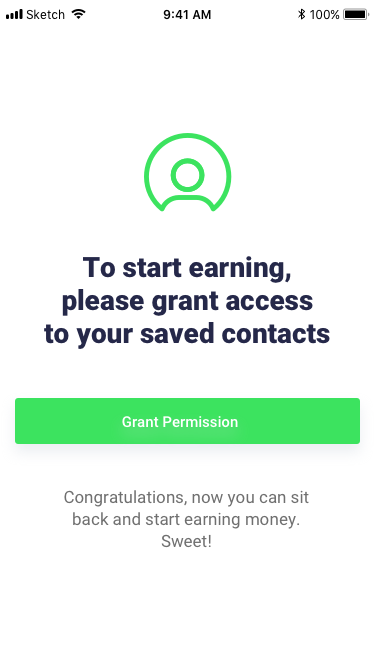 Sketch 9:41 AM 100%
To start earning,
please grant access
to your saved contacts
Grant Permission
Congratulations, now you can sit
back and start earning money.
Sweet!